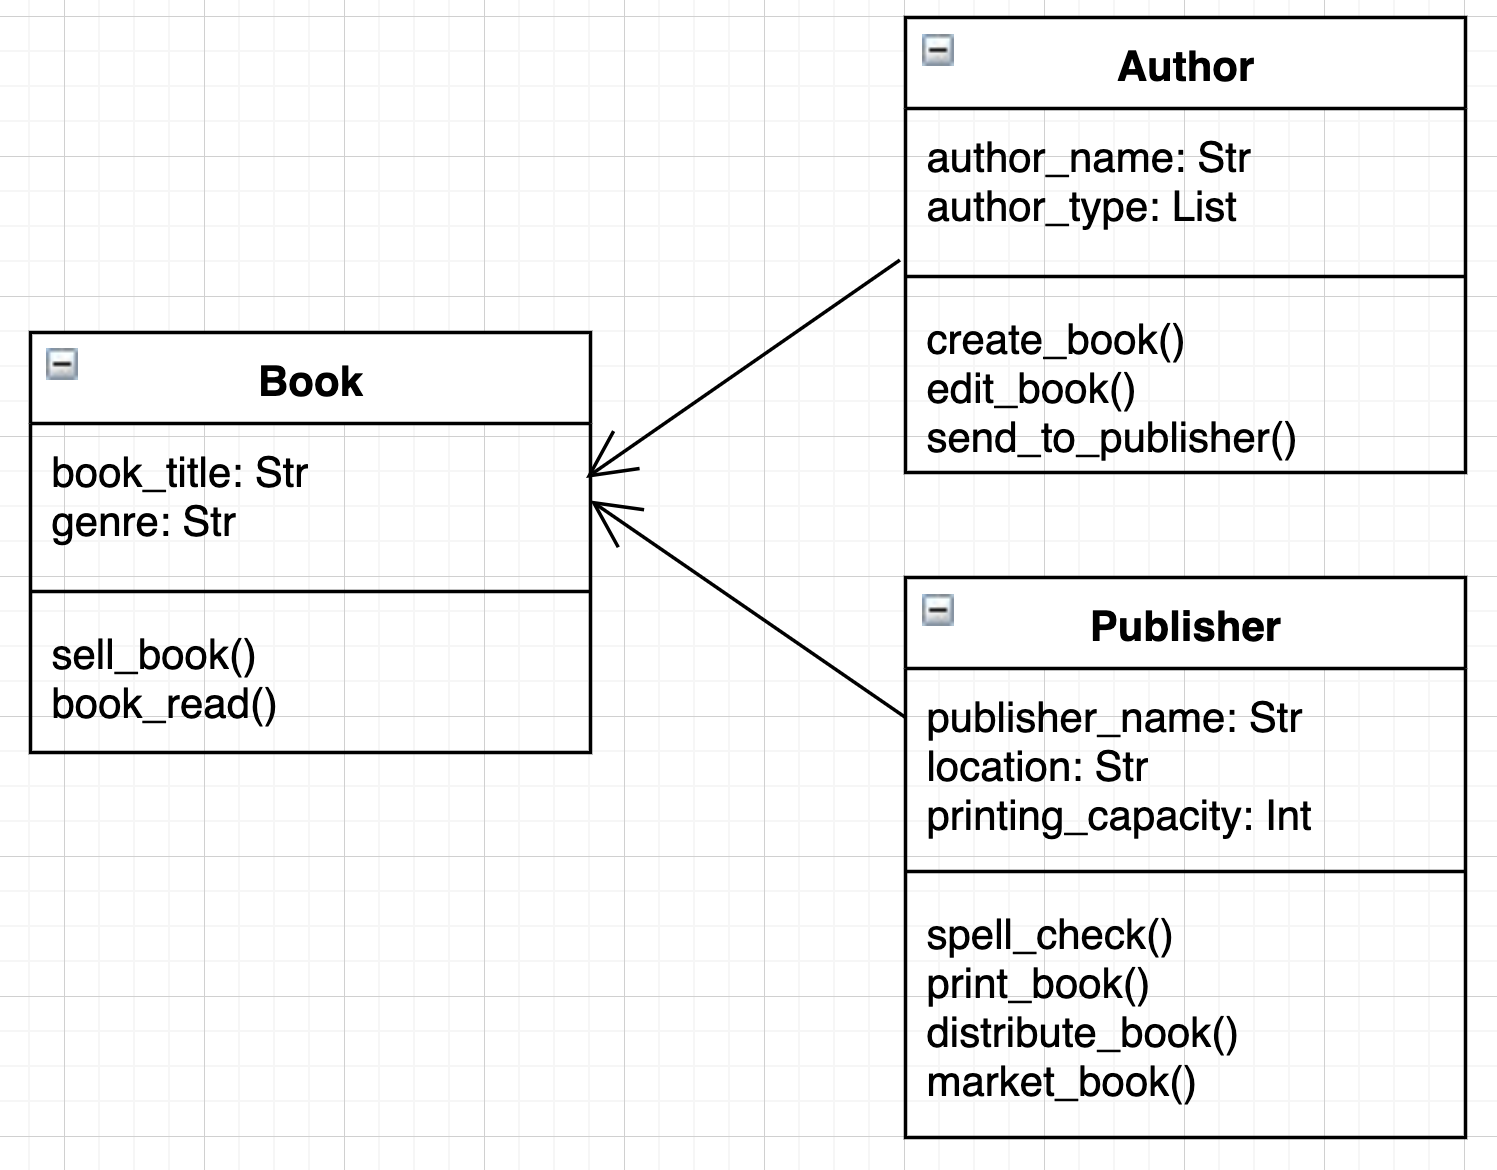 Author
author_name: Str
author_type: List
create_book()
edit_book()
send_to_publisher()
Book
book_title: Str
genre: Str
sell_book()
book_read()
Publisher
publisher_name: Str
location: Str
printing_capacity: Int
spell_check()
print_book()
distribute_book()
market_book()